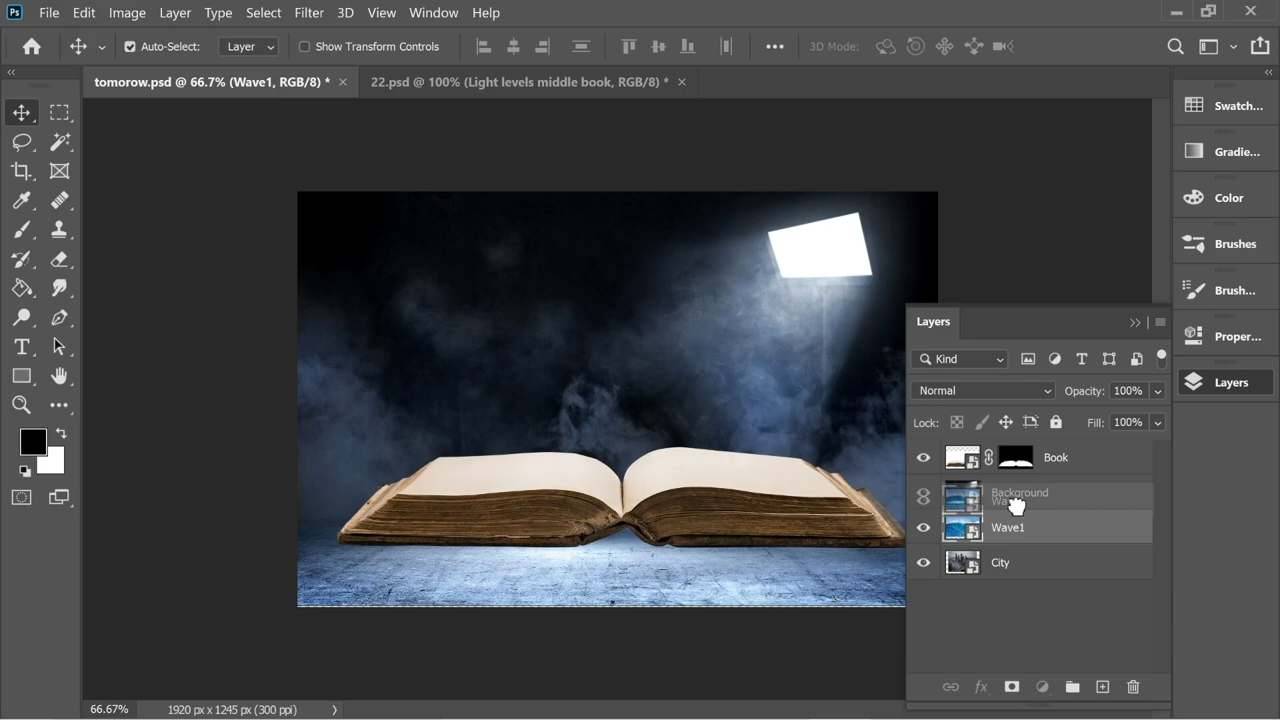 Ps File Edit Image Layer Type Select Filter 3D View Window Help
Auto-Select: Layer Show Transform Controls 3D Mode:
tomorow.psd @ 66.7% (Wave1, RGB/8) * 22.psd @ 100% (Light levels middle book, RGB/8) *
Swatch...
Gradie...
Color
Brushes
Brush...
Proper...
Layers
Layers
Kind
Normal Opacity: 100%
Lock: Fill: 100%
Book
Background
Wave1
City
66.67% 1920 px x 1245 px (300 ppi)